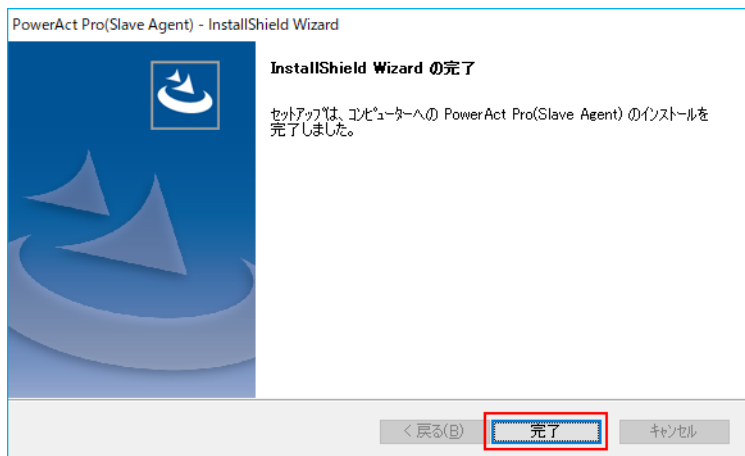 PowerAct Pro(Slave Agent) - InstallShield Wizard
InstallShield Wizard の完了
セットアップは、コンピューターへの PowerAct Pro(Slave Agent) のインストールを
完了しました。
< 戻る(B)
完了
キャンセル